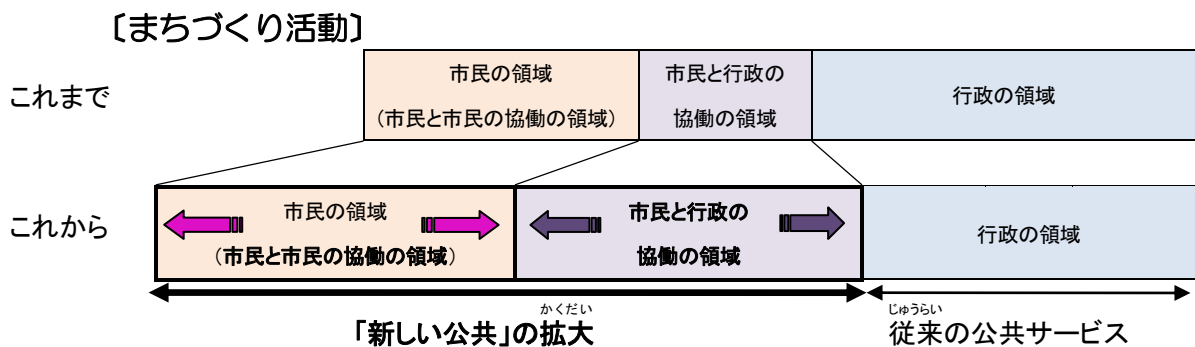 〔まちづくり活動〕
これまで
市民の領域
（市民と市民の協働の領域）
市民と行政の
協働の領域
行政の領域
これから
市民の領域
（市民と市民の協働の領域）
市民と行政の
協働の領域
行政の領域
かくだい
「新しい公共」の拡大
じゅうらい
従来の公共サービス